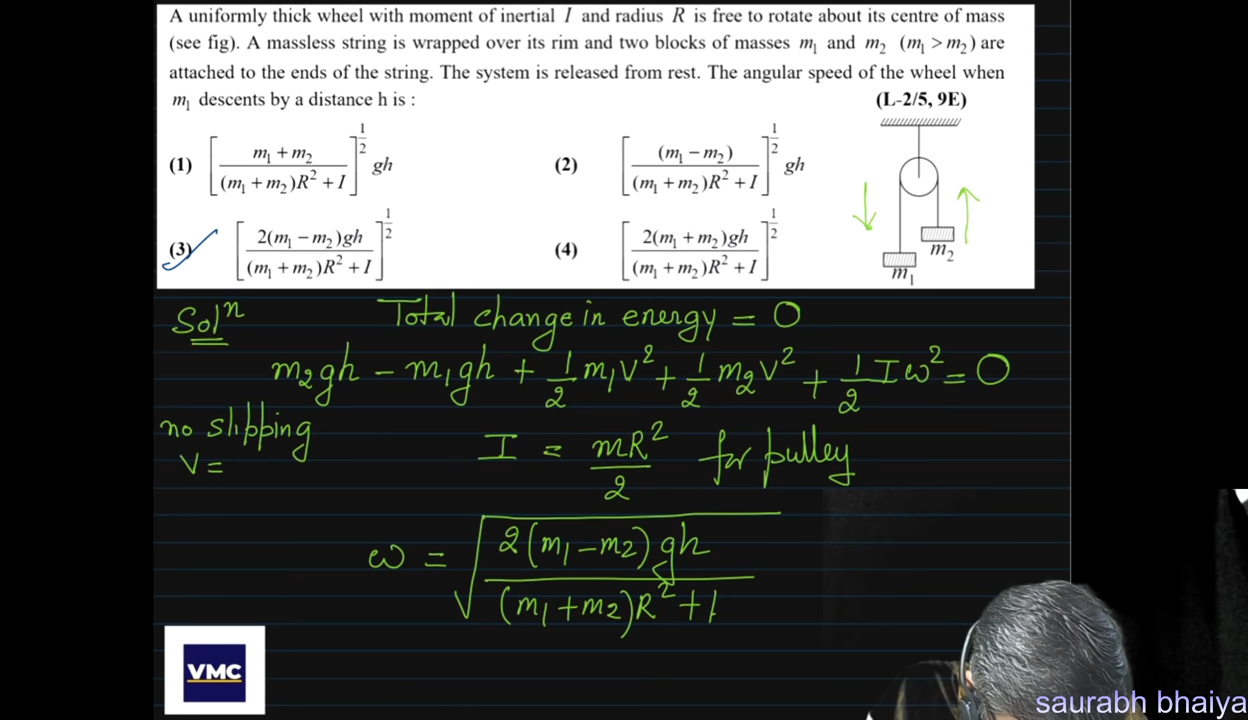 A uniformly thick wheel with moment of inertial I and radius R is free to rotate about its centre of mass
(see fig). A massless string is wrapped over its rim and two blocks of masses m₁ and m₂ (m₁ > m₂) are
attached to the ends of the string. The system is released from rest. The angular speed of the wheel when
m₁ descents by a distance h is :
(L-2/5, 9E)
(1) [(m₁ + m₂)/((m₁ + m₂)R² + I)]^(1/2) gh
(2) [(m₁ − m₂)/((m₁ + m₂)R² + I)]^(1/2) gh
(3) [2(m₁ − m₂)gh/((m₁ + m₂)R² + I)]^(1/2)
(4) [2(m₁ + m₂)gh/((m₁ + m₂)R² + I)]^(1/2)
m₂
m₁
Solⁿ Total change in energy = 0
m₂gh − m₁gh + 1/2 m₁V² + 1/2 m₂V² + 1/2 Iω² = 0
no slipping
V =
I = mR²/2 for pulley
ω = √(2(m₁ − m₂)gh/((m₁ + m₂)R² + I))
VMC
saurabh bhaiya